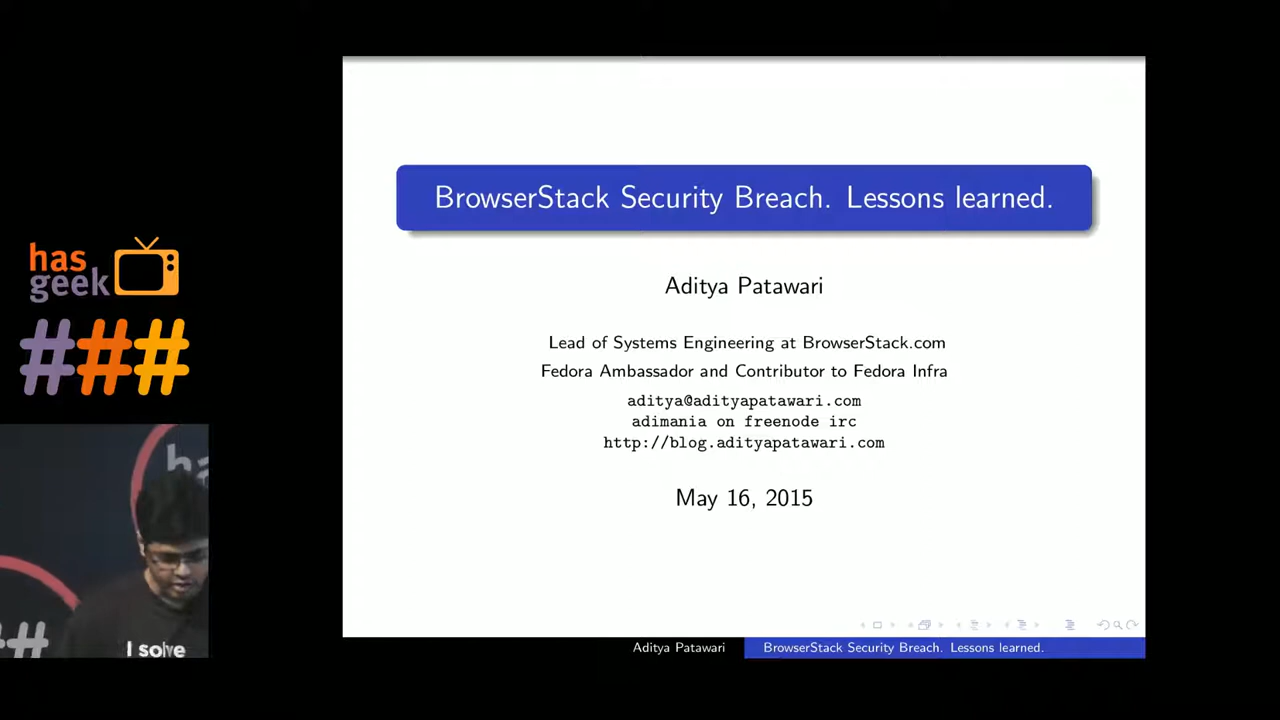 has
geek
###
BrowserStack Security Breach. Lessons learned.
Aditya Patawari
Lead of Systems Engineering at BrowserStack.com
Fedora Ambassador and Contributor to Fedora Infra
aditya@adityapatawari.com
adimania on freenode irc
http://blog.adityapatawari.com
May 16, 2015
Aditya Patawari
BrowserStack Security Breach. Lessons learned.
ha
##
I solve